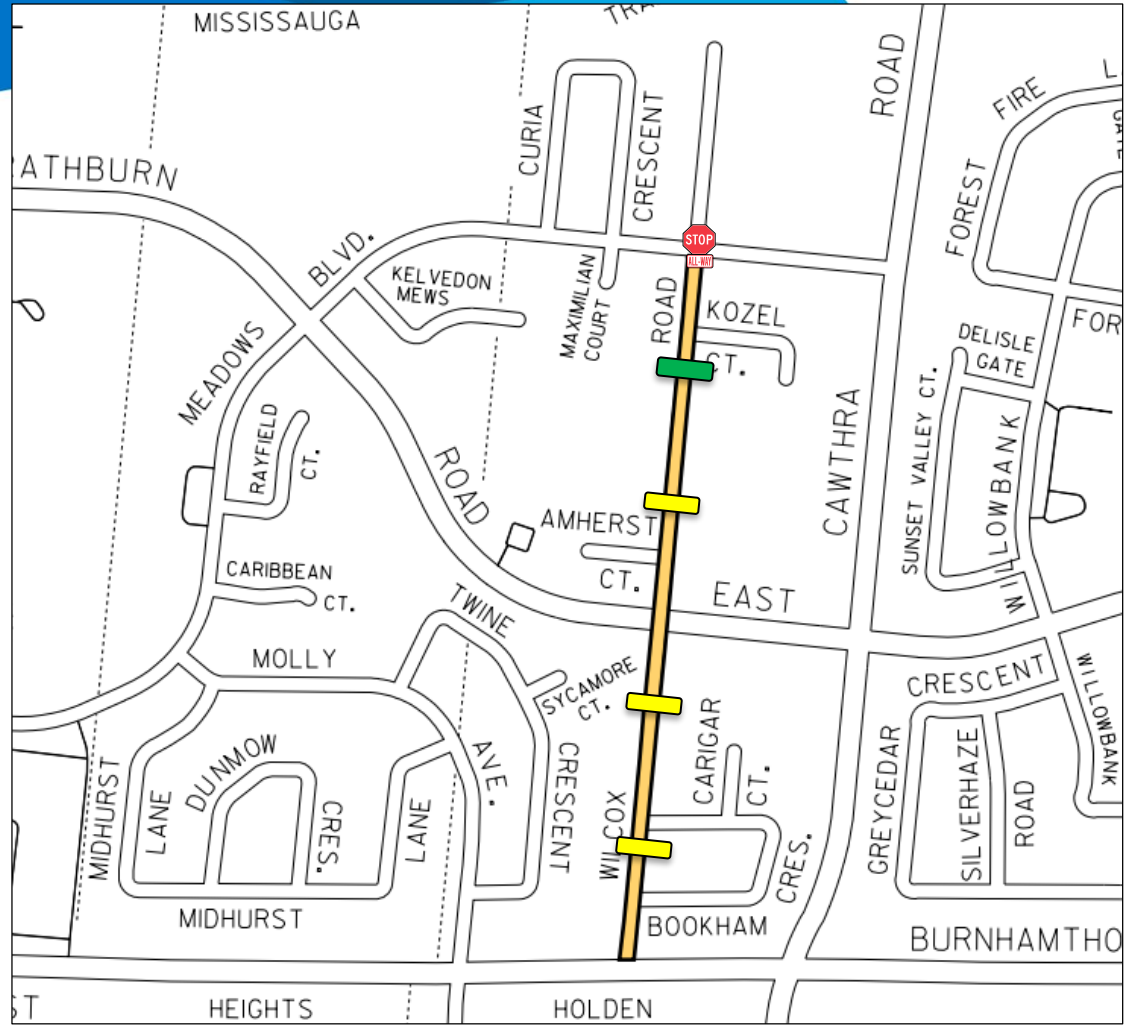 MISSISSAUGA
ROAD
FIRE
CURIA
CRESCENT
RATHBURN
FOREST
BLVD.
STOP
ALL-WAY
KELVEDON
MEWS
MAXIMILIAN
COURT
ROAD
KOZEL
CT.
FOR
DELISLE
GATE
MEADOWS
RAYFIELD
CT.
ROAD
CAWTHRA
SUNSET VALLEY CT.
WILLOWBANK
AMHERST
CT.
CARIBBEAN
CT.
TWINE
EAST
MOLLY
SYCAMORE
CT.
CRESCENT
WILLOWBANK
DUNMOW
CRES.
MIDHURST
LANE
LANE
AVE.
CRESCENT
CARIGAR
CT.
WILCOX
GREYCEDAR
SILVERHAZE
ROAD
MIDHURST
BOOKHAM
CRES.
BURNHAMTHO
ST
HEIGHTS
HOLDEN